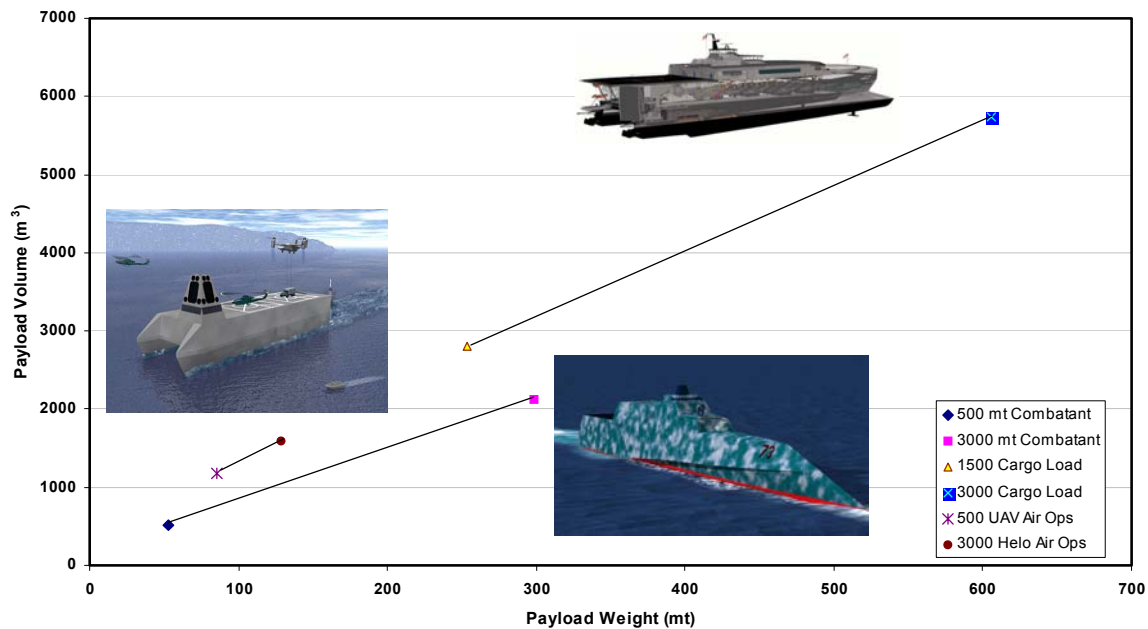 7000
6000
5000
4000
3000
2000
1000
0
Payload Volume (m³)
0 100 200 300 400 500 600 700
Payload Weight (mt)
500 mt Combatant
3000 mt Combatant
1500 Cargo Load
3000 Cargo Load
500 UAV Air Ops
3000 Helo Air Ops